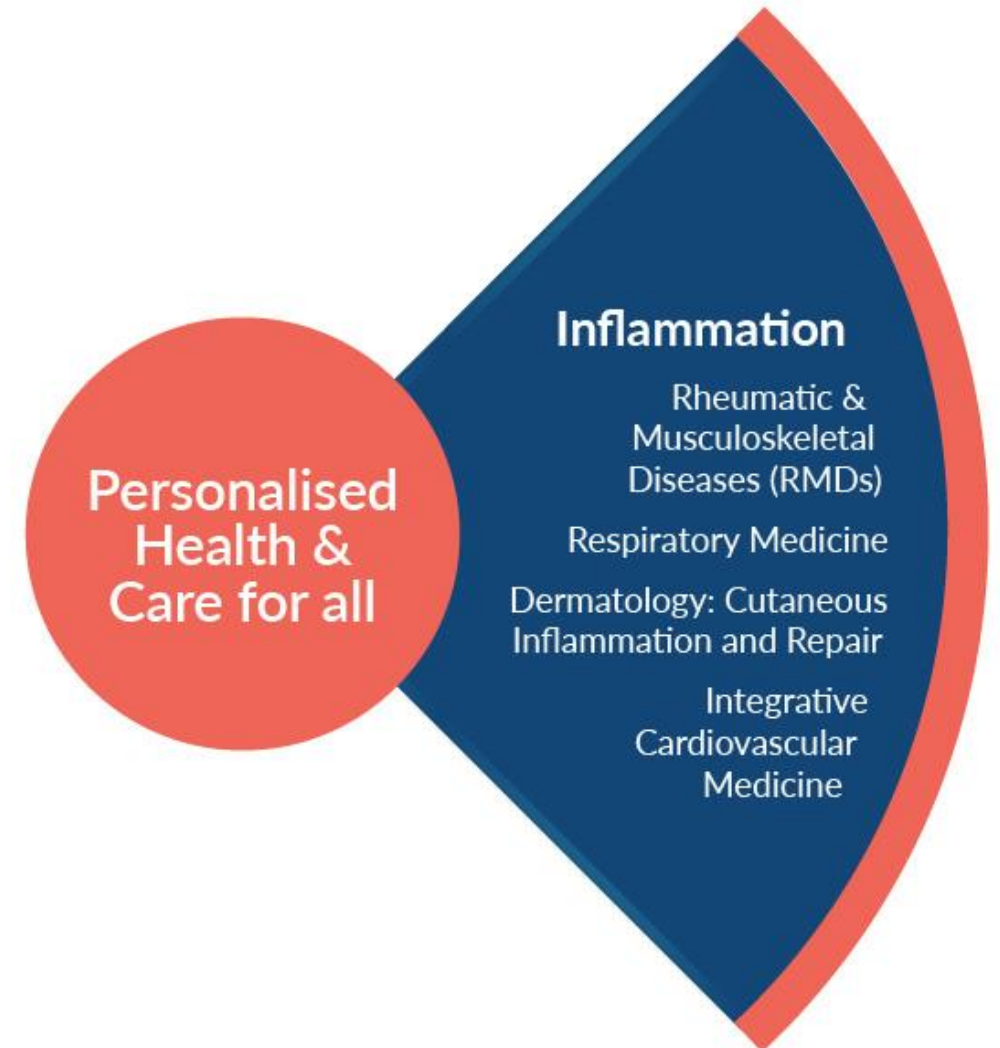 Personalised
Health &
Care for all
Inflammation
Rheumatic &
Musculoskeletal
Diseases (RMDs)
Respiratory Medicine
Dermatology: Cutaneous
Inflammation and Repair
Integrative
Cardiovascular
Medicine